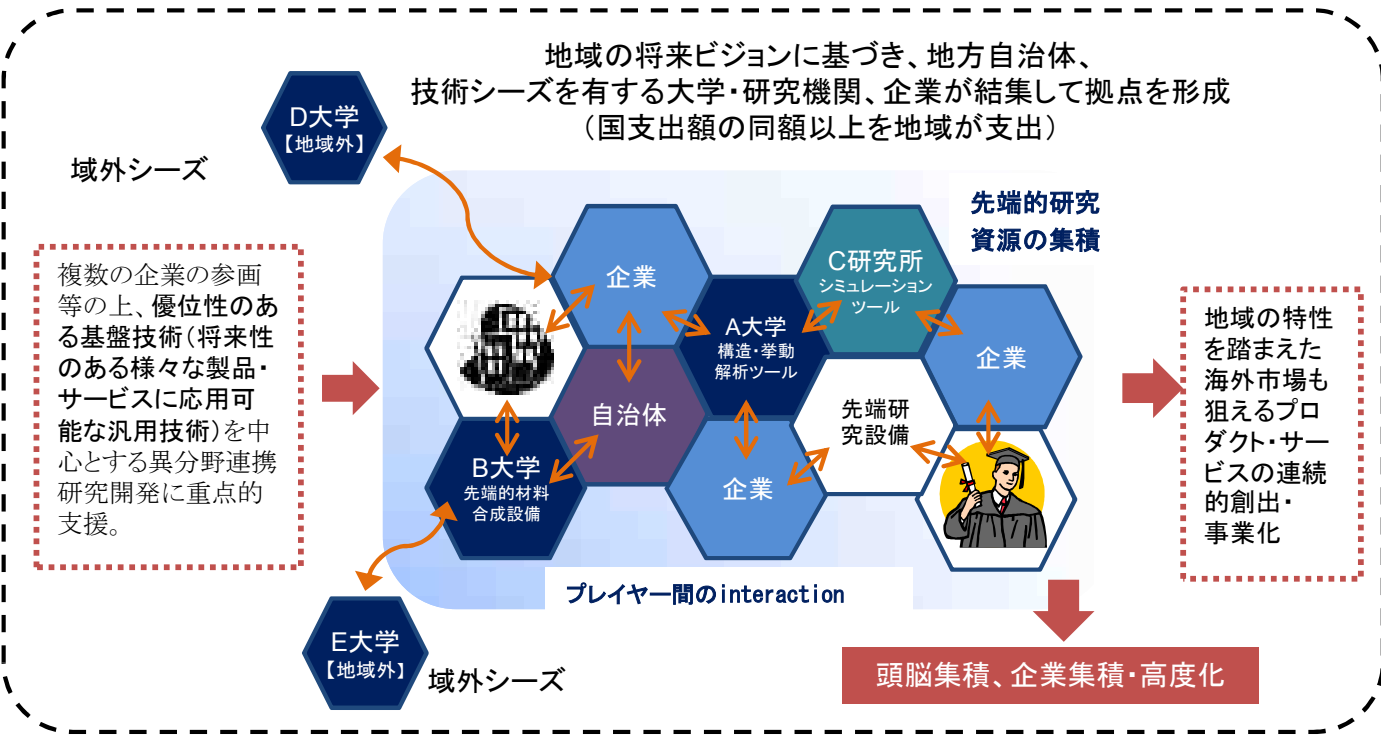 地域の将来ビジョンに基づき、地方自治体、
技術シーズを有する大学・研究機関、企業が結集して拠点を形成
（国支出額の同額以上を地域が支出）
D大学
【地域外】
域外シーズ
先端的研究
資源の集積
複数の企業の参画
等の上、優位性のあ
る基盤技術（将来性
のある様々な製品・
サービスに応用可
能な汎用技術）を中
心とする異分野連携
研究開発に重点的
支援。
企業
C研究所
シミュレーション
ツール
A大学
構造・挙動
解析ツール
企業
自治体
先端研
究設備
B大学
先端的材料
合成設備
企業
地域の特性
を踏まえた
海外市場も
狙えるプロ
ダクト・サー
ビスの連続
的創出・
事業化
プレイヤー間のinteraction
E大学
【地域外】
域外シーズ
頭脳集積、企業集積・高度化